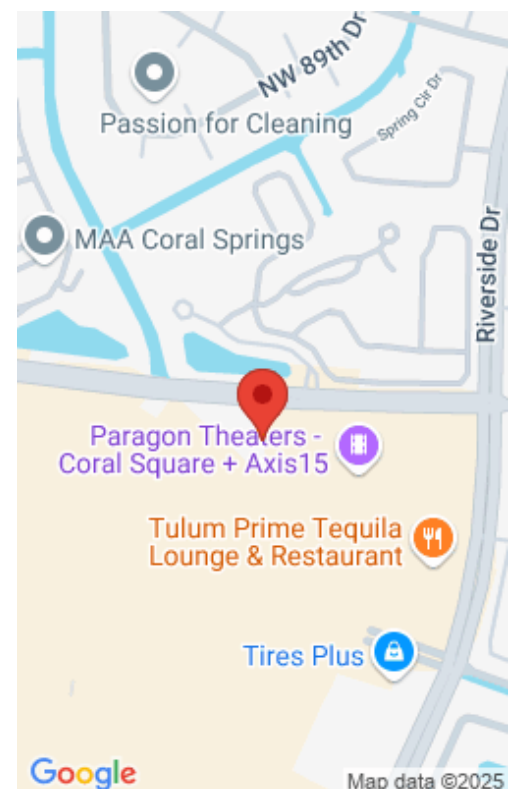 NW 89th Dr
Passion for Cleaning
Spring Cir Dr
MAA Coral Springs
Riverside Dr
Paragon Theaters -
Coral Square + Axis15
Tulum Prime Tequila
Lounge & Restaurant
Tires Plus
Google
Map data ©2025